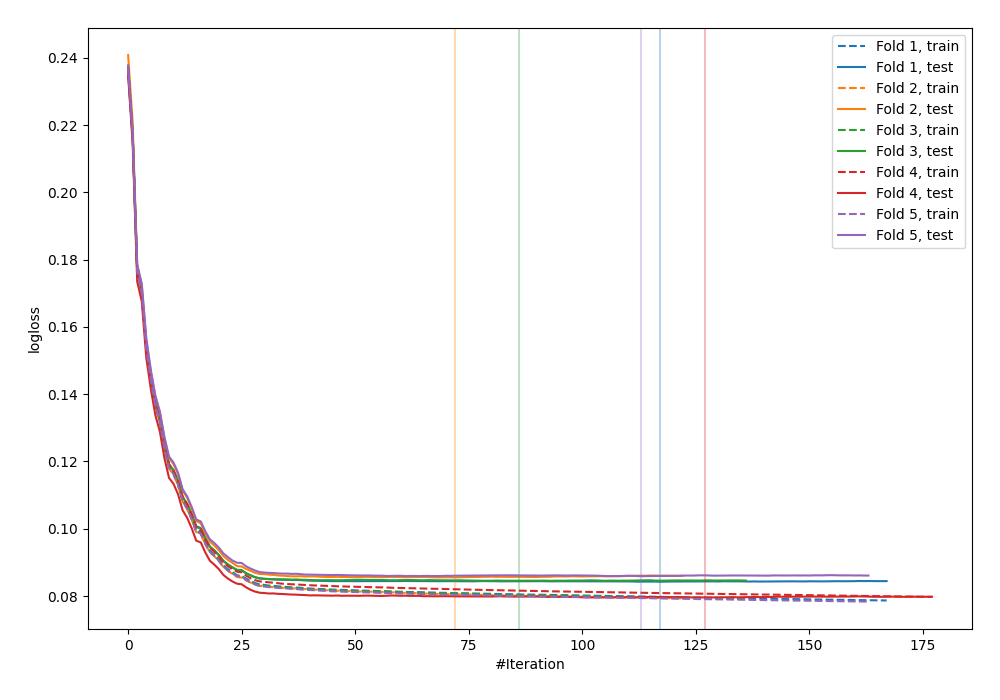 0.24
0.22
0.20
0.18
0.16
0.14
0.12
0.10
0.08
logloss
0
25
50
75
100
125
150
175
#Iteration
Fold 1, train
Fold 1, test
Fold 2, train
Fold 2, test
Fold 3, train
Fold 3, test
Fold 4, train
Fold 4, test
Fold 5, train
Fold 5, test